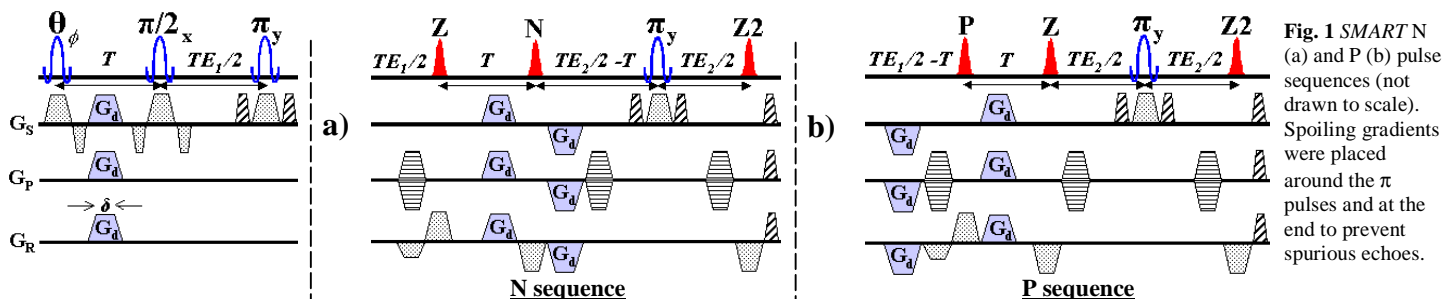 θϕ π/2x πy
T TE1/2
GS Gd
GP Gd
δ
GR Gd
a)
Z N πy Z2
TE1/2 T TE2/2 -T TE2/2
Gd Gd
Gd Gd
Gd Gd
N sequence
b)
P Z πy Z2
TE1/2 -T T TE2/2 TE2/2
Gd Gd
Gd Gd
Gd Gd
P sequence
Fig. 1 SMART N
(a) and P (b) pulse
sequences (not
drawn to scale).
Spoiling gradients
were placed
around the π
pulses and at the
end to prevent
spurious echoes.